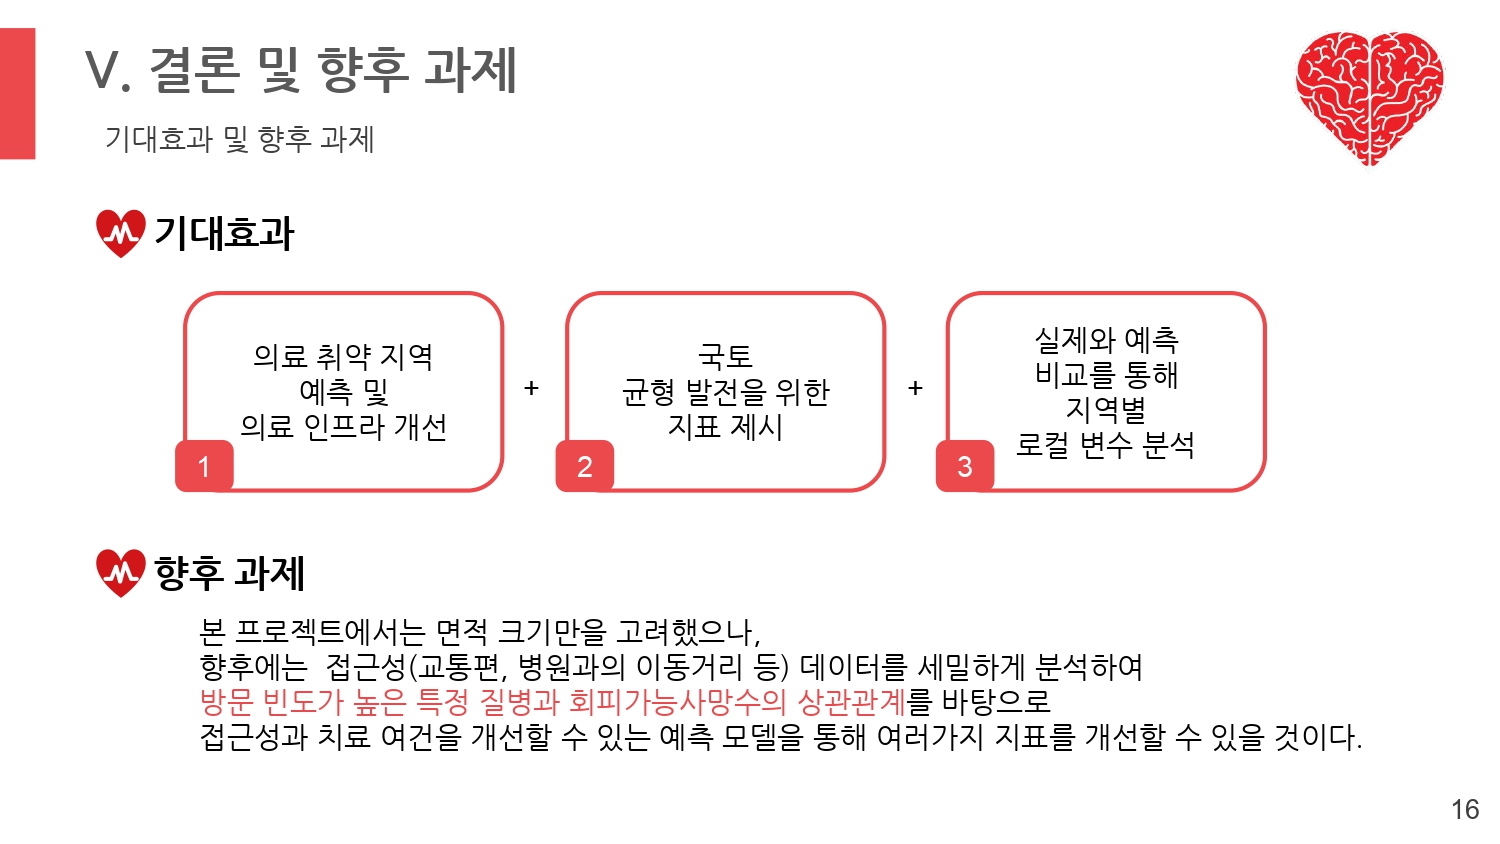 V. 결론 및 향후 과제
기대효과 및 향후 과제
기대효과
의료 취약 지역
예측 및
의료 인프라 개선
1
+
국토
균형 발전을 위한
지표 제시
2
+
실제와 예측
비교를 통해
지역별
로컬 변수 분석
3
향후 과제
본 프로젝트에서는 면적 크기만을 고려했으나,
향후에는 접근성(교통편, 병원과의 이동거리 등) 데이터를 세밀하게 분석하여
방문 빈도가 높은 특정 질병과 회피가능사망수의 상관관계를 바탕으로
접근성과 치료 여건을 개선할 수 있는 예측 모델을 통해 여러가지 지표를 개선할 수 있을 것이다.
16